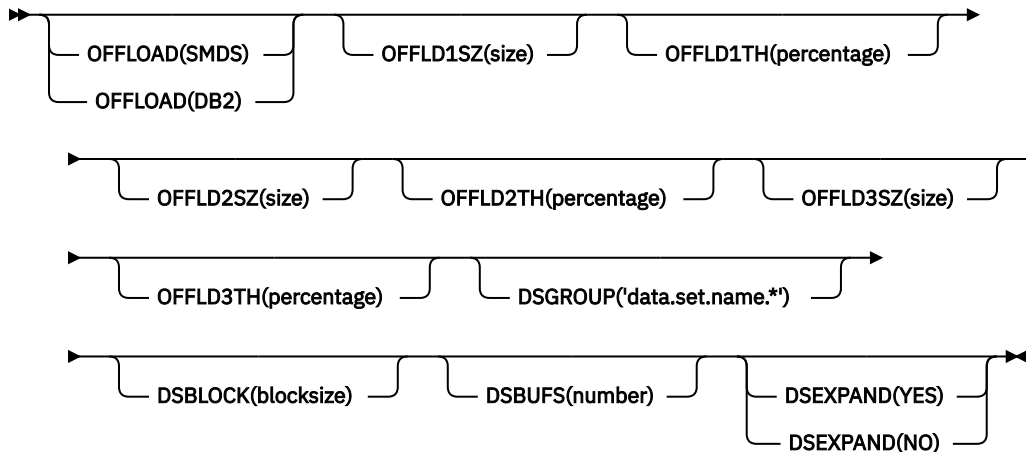 OFFLOAD(SMDS) OFFLD1SZ(size) OFFLD1TH(percentage)
OFFLOAD(DB2)
OFFLD2SZ(size) OFFLD2TH(percentage) OFFLD3SZ(size)
OFFLD3TH(percentage) DSGROUP('data.set.name.*')
DSBLOCK(blocksize) DSBUFS(number) DSEXPAND(YES)
DSEXPAND(NO)